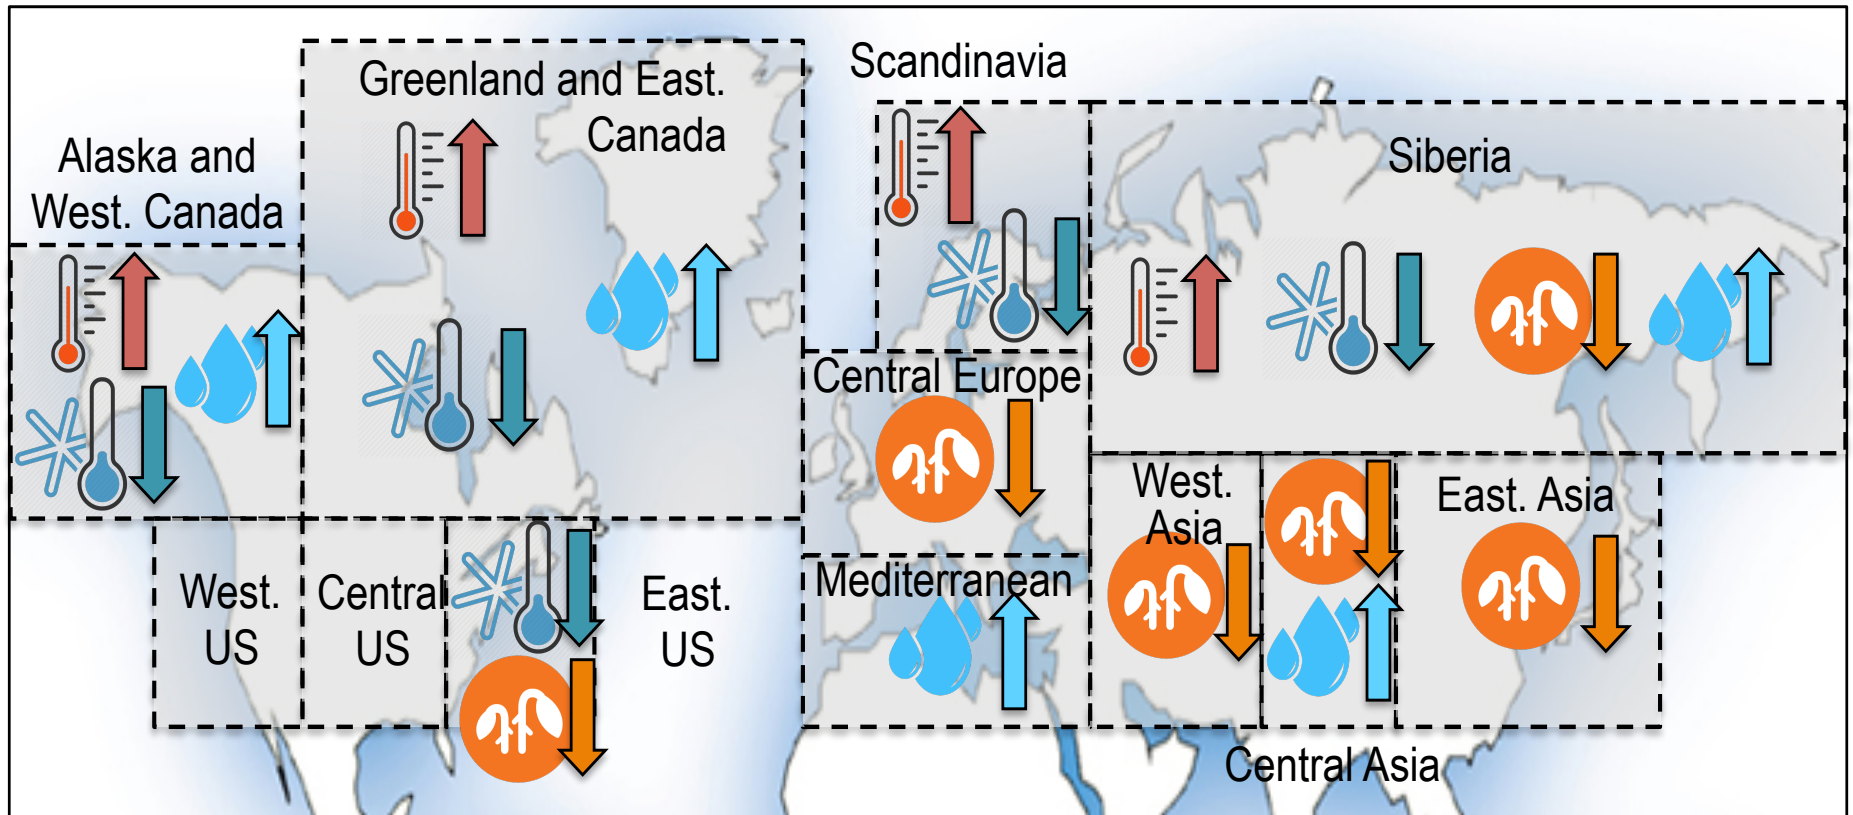 Greenland and East.
Canada
Scandinavia
Alaska and
West. Canada
Siberia
Central Europe
West.
Asia
East. Asia
West.
US
Central
US
East.
US
Mediterranean
Central Asia